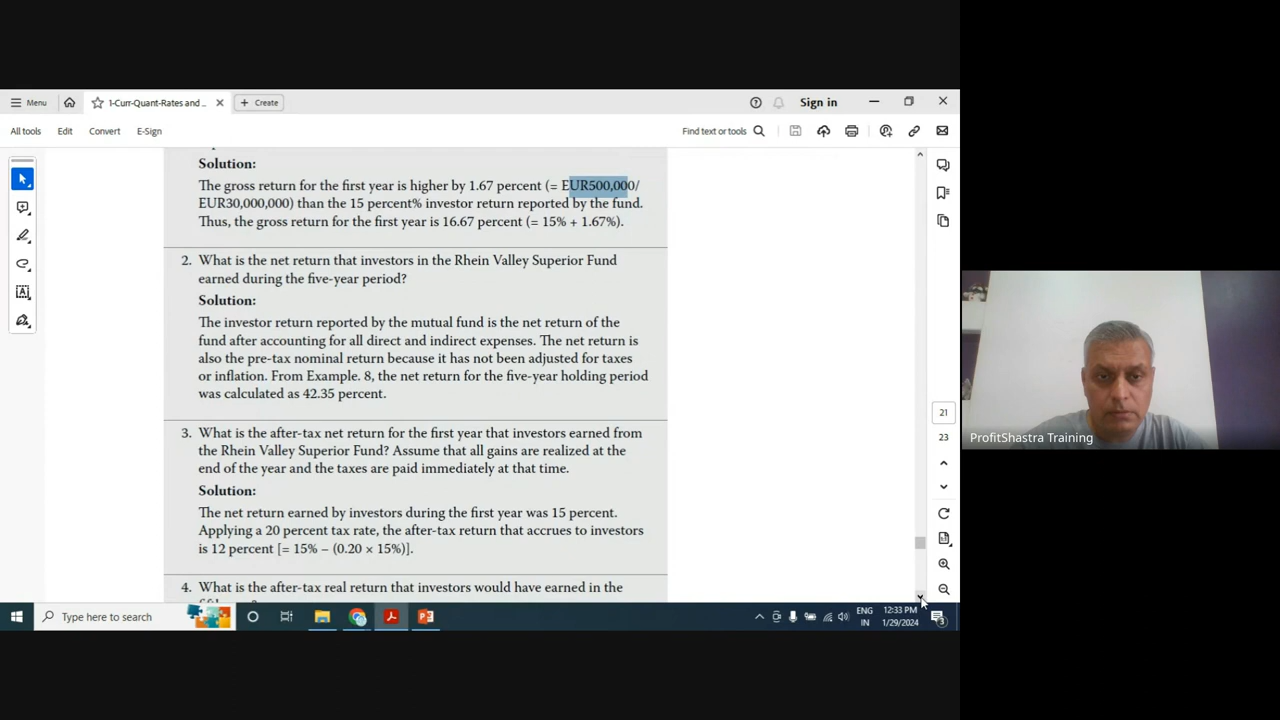 Menu
1-Curr-Quant-Rates and ...
Create
Sign in
All tools
Edit
Convert
E-Sign
Find text or tools
Solution:
The gross return for the first year is higher by 1.67 percent (= EUR500,000/
EUR30,000,000) than the 15 percent% investor return reported by the fund.
Thus, the gross return for the first year is 16.67 percent (= 15% + 1.67%).
2. What is the net return that investors in the Rhein Valley Superior Fund
earned during the five-year period?
Solution:
The investor return reported by the mutual fund is the net return of the
fund after accounting for all direct and indirect expenses. The net return is
also the pre-tax nominal return because it has not been adjusted for taxes
or inflation. From Example. 8, the net return for the five-year holding period
was calculated as 42.35 percent.
3. What is the after-tax net return for the first year that investors earned from
the Rhein Valley Superior Fund? Assume that all gains are realized at the
end of the year and the taxes are paid immediately at that time.
Solution:
The net return earned by investors during the first year was 15 percent.
Applying a 20 percent tax rate, the after-tax return that accrues to investors
is 12 percent [= 15% − (0.20 × 15%)].
4. What is the after-tax real return that investors would have earned in the
21
23
ProfitShastra Training
Type here to search
ENG
IN
12:33 PM
1/29/2024
3